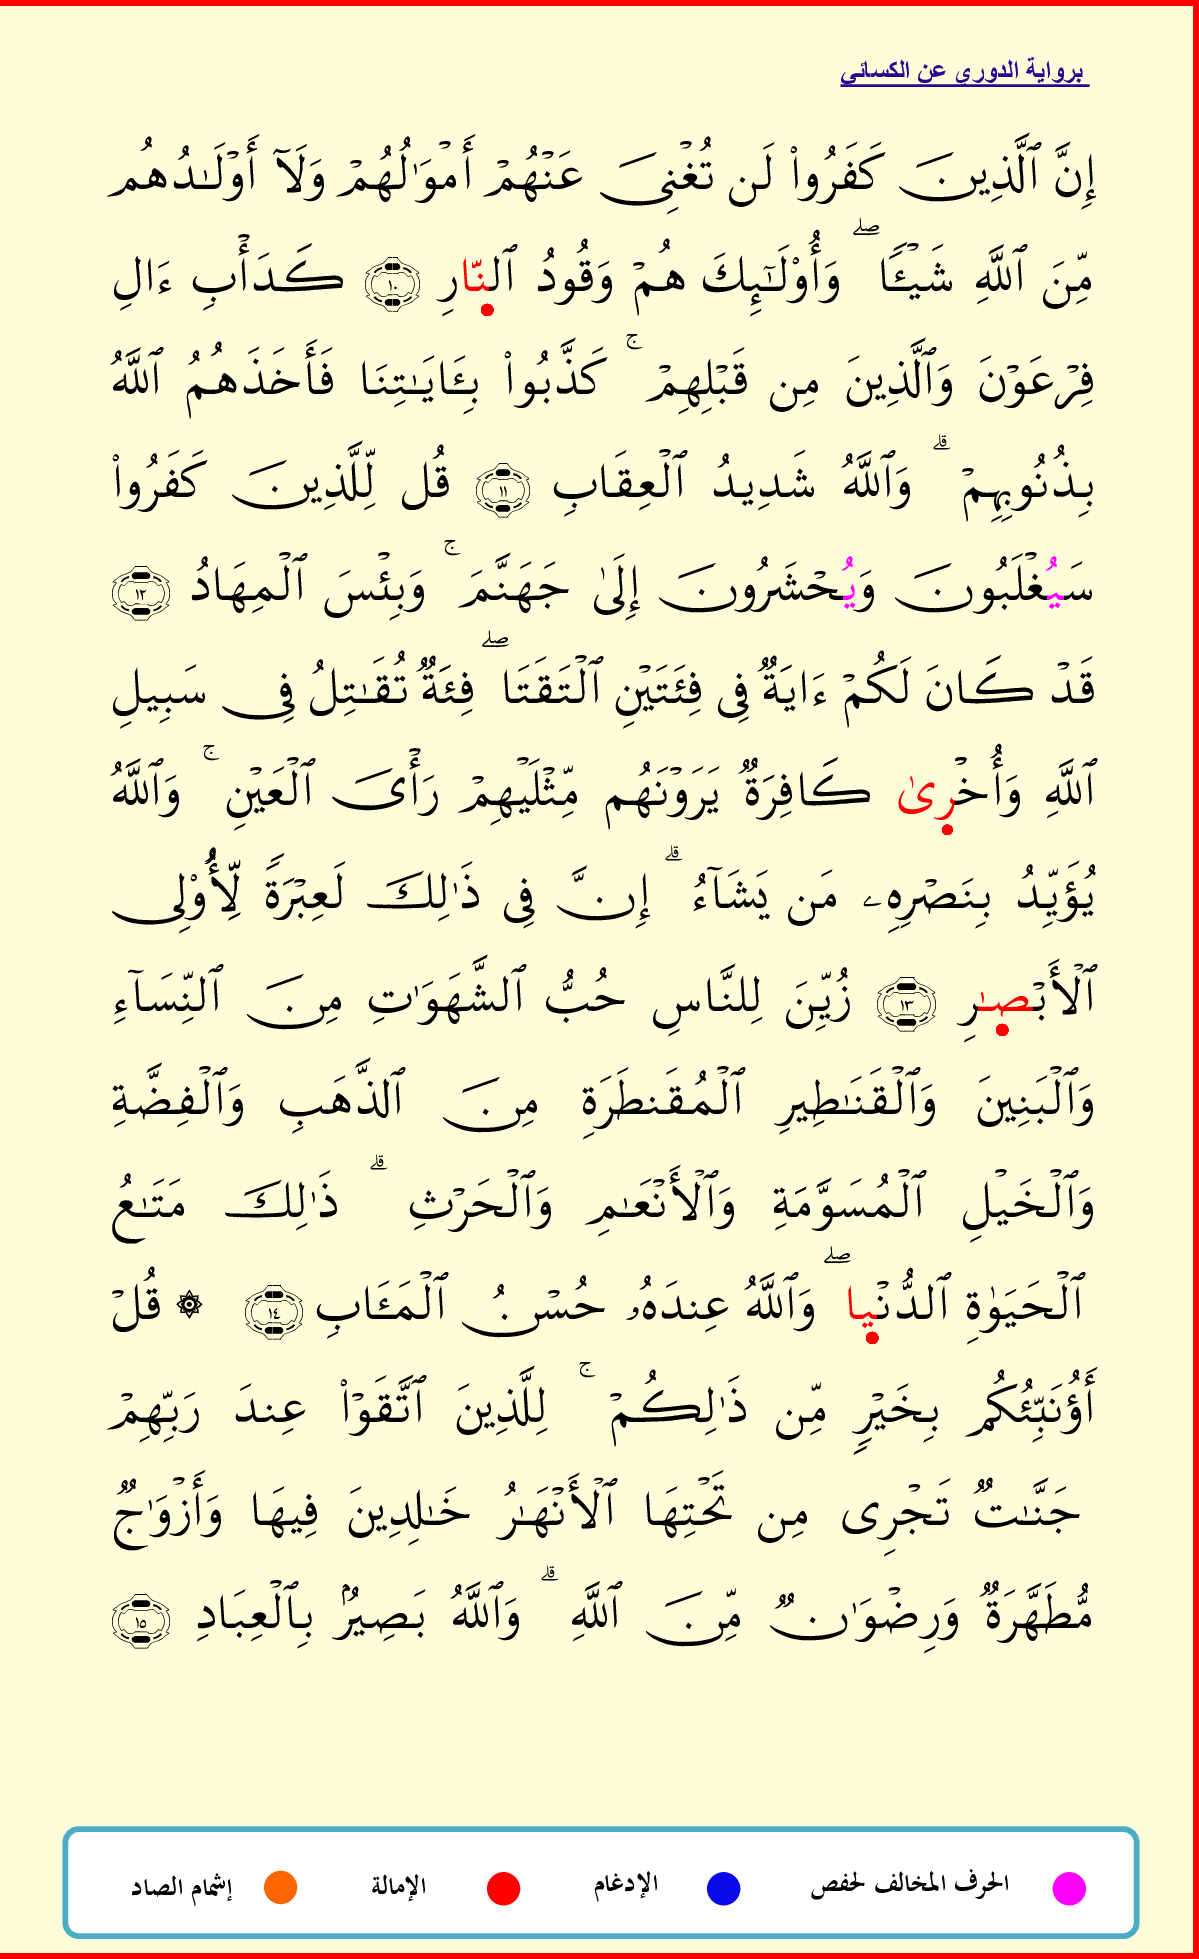 برواية الدوري عن الكسائي
إِنَّ ٱلَّذِينَ كَفَرُواْ لَن تُغْنِىَ عَنْهُمْ أَمْوَٰلُهُمْ وَلَآ أَوْلَـٰدُهُم
مِّنَ ٱللَّهِ شَيْـًٔا ۖ وَأُوْلَـٰٓئِكَ هُمْ وَقُودُ ٱلنّارِ ١٠ كَدَأْبِ ءَالِ
فِرْعَوْنَ وَٱلَّذِينَ مِن قَبْلِهِمْ ۚ كَذَّبُواْ بِـَٔايَـٰتِنَا فَأَخَذَهُمُ ٱللَّهُ
بِذُنُوبِهِمْ ۗ وَٱللَّهُ شَدِيدُ ٱلْعِقَابِ ١١ قُل لِّلَّذِينَ كَفَرُواْ
سَيُغْلَبُونَ وَيُحْشَرُونَ إِلَىٰ جَهَنَّمَ ۚ وَبِئْسَ ٱلْمِهَادُ ١٢
قَدْ كَانَ لَكُمْ ءَايَةٌ فِى فِئَتَيْنِ ٱلْتَقَتَا ۖ فِئَةٌ تُقَـٰتِلُ فِى سَبِيلِ
ٱللَّهِ وَأُخْرىٰ كَافِرَةٌ يَرَوْنَهُم مِّثْلَيْهِمْ رَأْىَ ٱلْعَيْنِ ۚ وَٱللَّهُ
يُؤَيِّدُ بِنَصْرِهِۦ مَن يَشَآءُ ۗ إِنَّ فِى ذَٰلِكَ لَعِبْرَةً لِّأُوْلِى
ٱلْأَبْصـٰرِ ١٣ زُيِّنَ لِلنَّاسِ حُبُّ ٱلشَّهَوَٰتِ مِنَ ٱلنِّسَآءِ
وَٱلْبَنِينَ وَٱلْقَنَـٰطِيرِ ٱلْمُقَنطَرَةِ مِنَ ٱلذَّهَبِ وَٱلْفِضَّةِ
وَٱلْخَيْلِ ٱلْمُسَوَّمَةِ وَٱلْأَنْعَـٰمِ وَٱلْحَرْثِ ۗ ذَٰلِكَ مَتَـٰعُ
ٱلْحَيَوٰةِ ٱلدُّنْيا ۖ وَٱللَّهُ عِندَهُۥ حُسْنُ ٱلْمَـَٔابِ ١٤ ۞ قُلْ
أَؤُنَبِّئُكُم بِخَيْرٍ مِّن ذَٰلِكُمْ ۚ لِلَّذِينَ ٱتَّقَوْاْ عِندَ رَبِّهِمْ
جَنَّـٰتٌ تَجْرِى مِن تَحْتِهَا ٱلْأَنْهَـٰرُ خَـٰلِدِينَ فِيهَا وَأَزْوَٰجٌ
مُّطَهَّرَةٌ وَرِضْوَٰنٌ مِّنَ ٱللَّهِ ۗ وَٱللَّهُ بَصِيرٌۢ بِٱلْعِبَادِ ١٥
الحرف المخالف لحفص الإدغام الإمالة إشمام الصاد